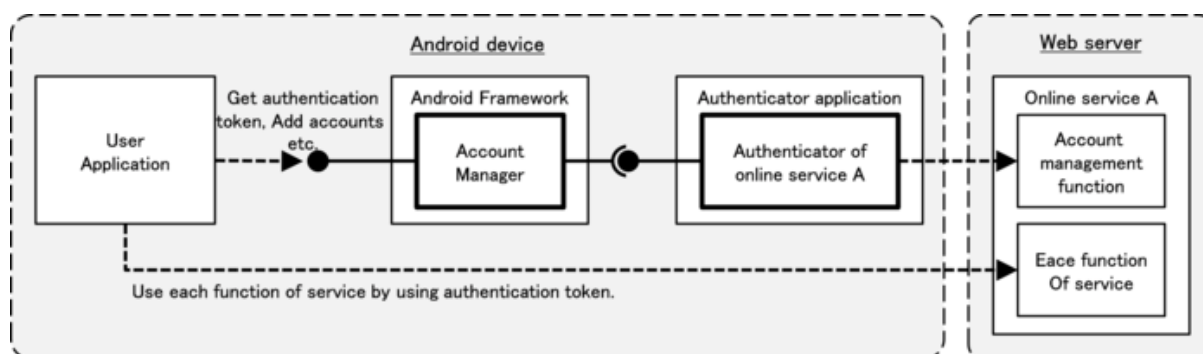 Android device
Web server
User
Application
Get authentication
token, Add accounts
etc.
Android Framework
Account
Manager
Authenticator application
Authenticator of
online service A
Online service A
Account
management
function
Eace function
Of service
Use each function of service by using authentication token.